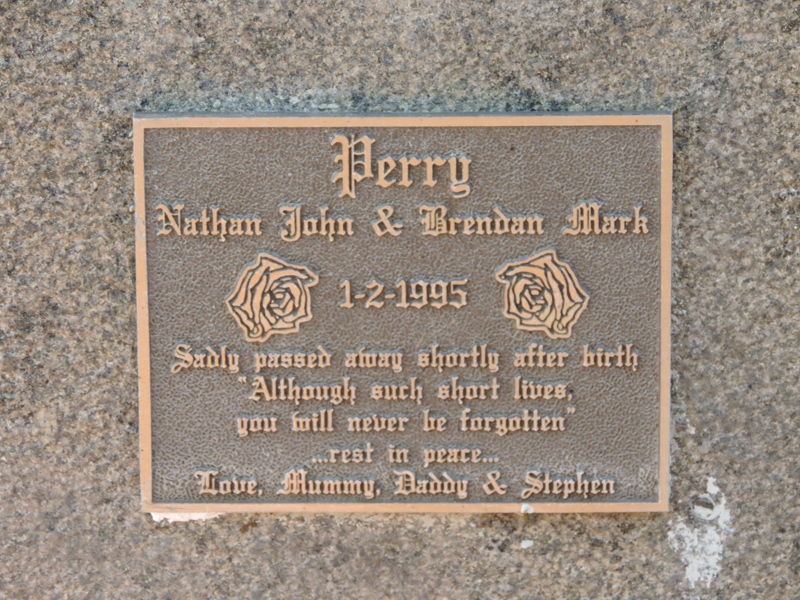 Perry
Nathan John & Brendan Mark
1-2-1995
Sadly passed away shortly after birth
"Although such short lives,
you will never be forgotten"
...rest in peace...
Love, Mummy, Daddy & Stephen